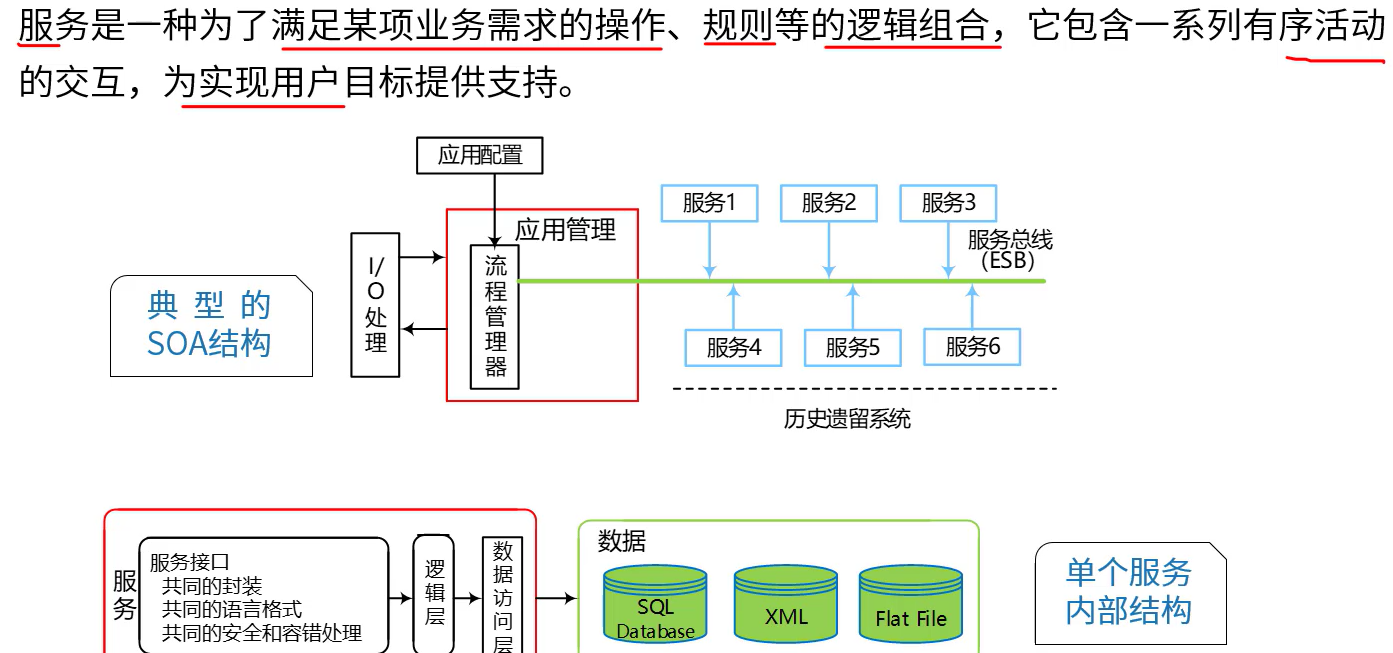 服务是一种为了满足某项业务需求的操作、规则等的逻辑组合，它包含一系列有序活动
的交互，为实现用户目标提供支持。
应用配置
应用管理
流程管理器
I/O处理
典型的
SOA结构
服务1
服务2
服务3
服务总线
（ESB）
服务4
服务5
服务6
历史遗留系统
服务
服务接口
共同的封装
共同的语言格式
共同的安全和容错处理
逻辑层
数据访问层
数据
SQL
Database
XML
Flat File
单个服务
内部结构